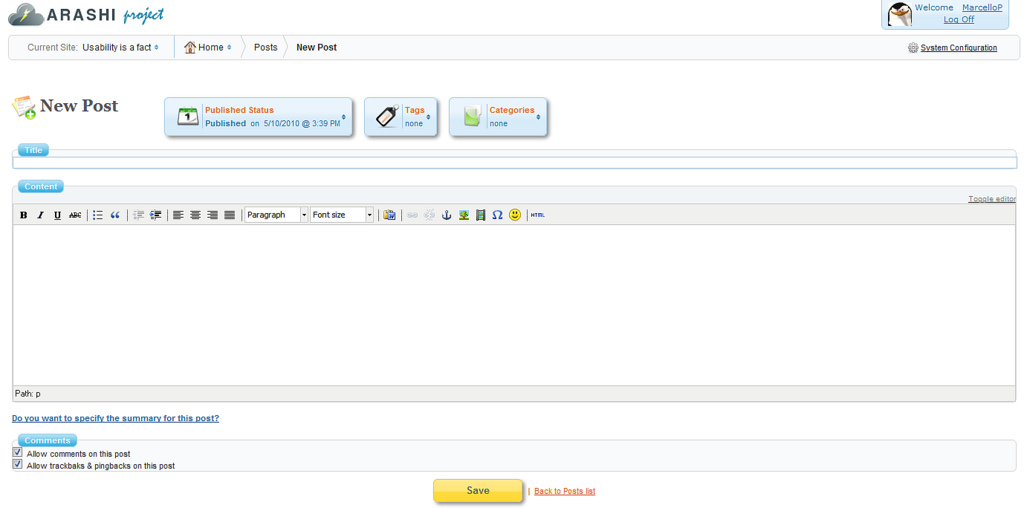 ARASHI project
Welcome MarcelloP
Log Off
Current Site: Usability is a fact Home Posts New Post System Configuration
New Post
Published Status
Published on 5/10/2010 @ 3:39 PM
Tags
none
Categories
none
1
Title
Content
Toggle editor
B I U ABC Paragraph Font size Ω HTML
Path: p
Do you want to specify the summary for this post?
Comments
Allow comments on this post
Allow trackbaks & pingbacks on this post
Save | Back to Posts list